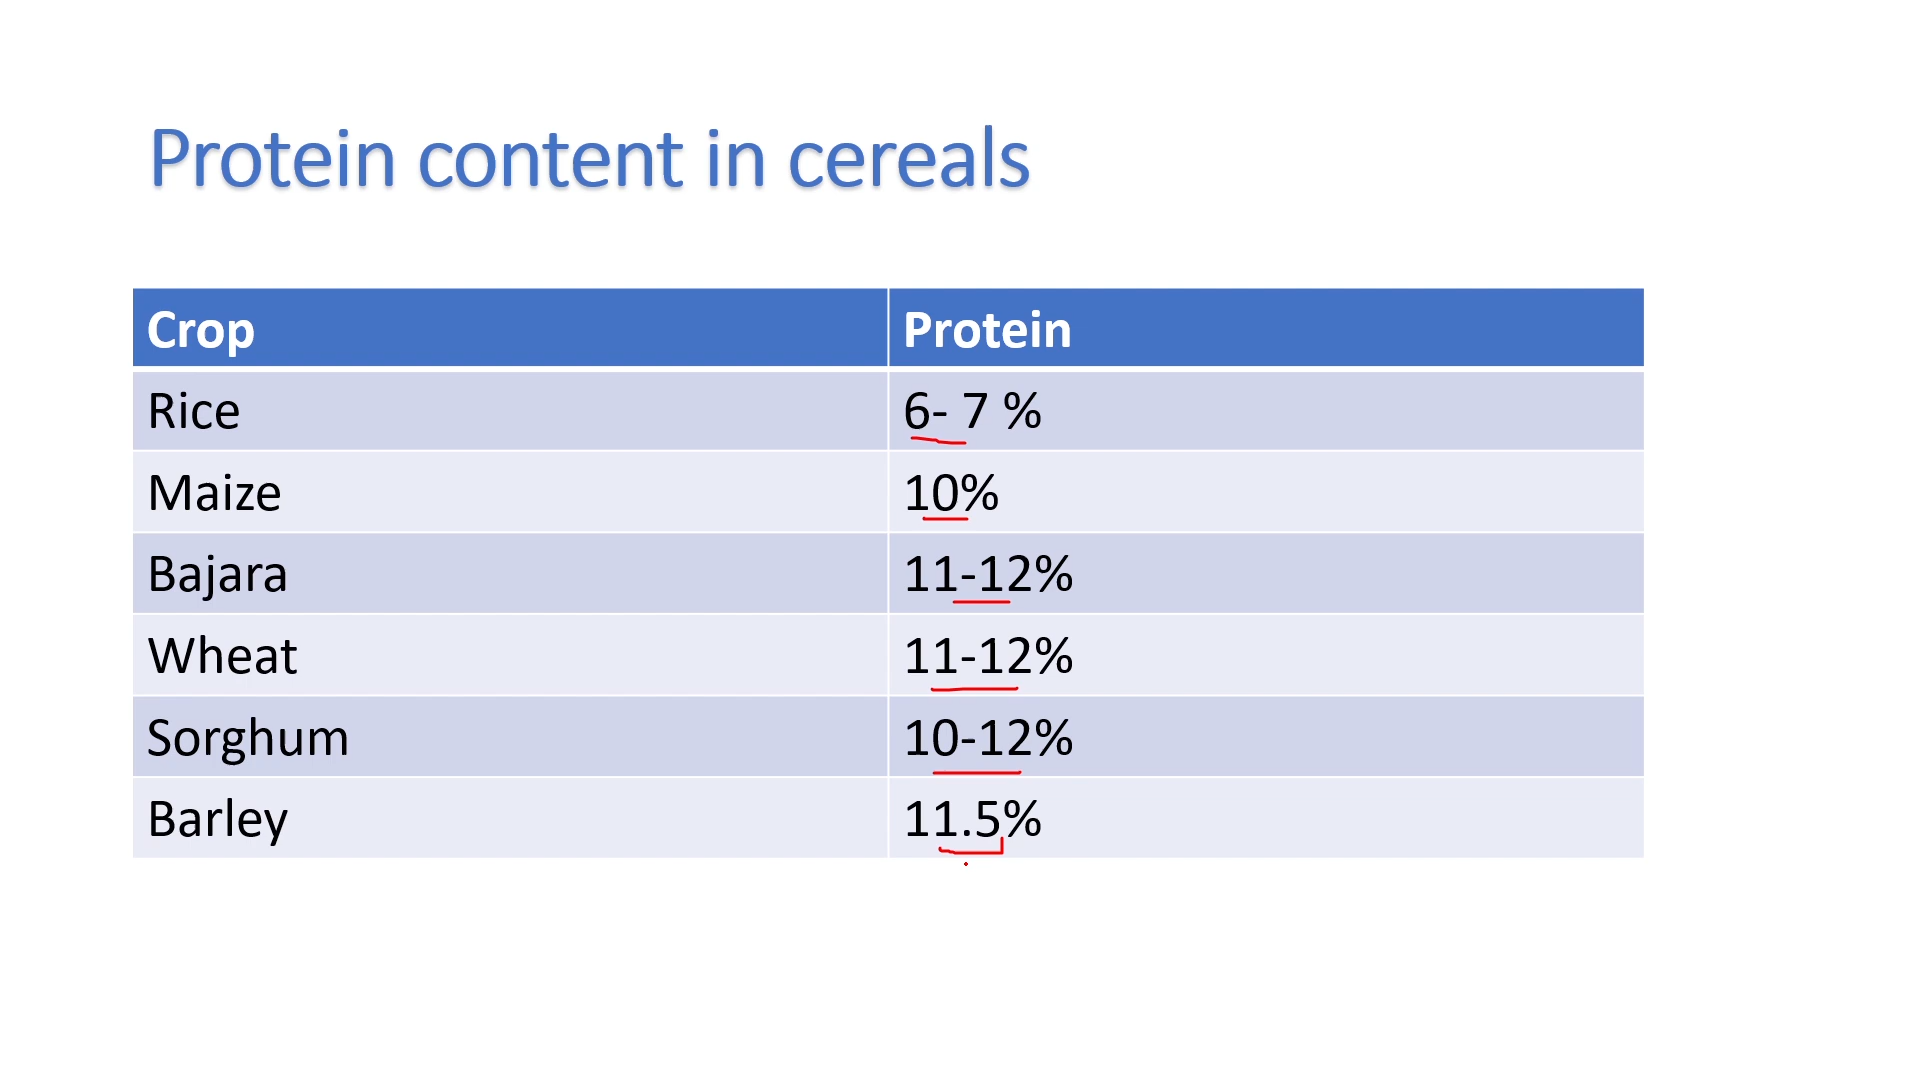 Protein content in cereals
Crop Protein
Rice 6- 7 %
Maize 10%
Bajara 11-12%
Wheat 11-12%
Sorghum 10-12%
Barley 11.5%